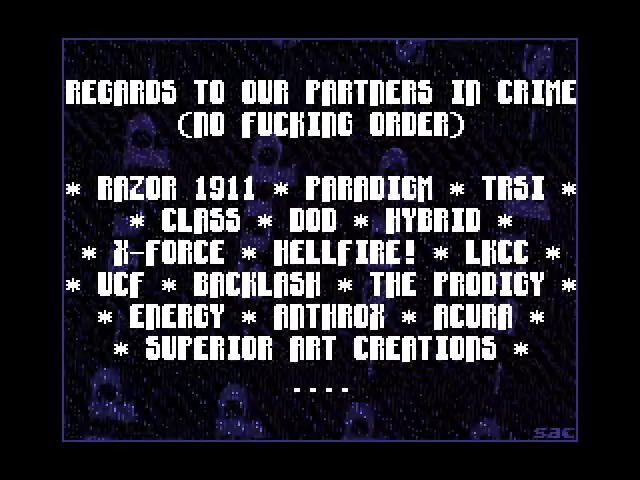 REGARDS TO OUR PARTNERS IN CRIME
(NO FUCKING ORDER)
* RAZOR 1911 * PARADIGM * TRSI *
* CLASS * DOD * HYBRID *
* X-FORCE * HELLFIRE! * LKCC *
* UCF * BACKLASH * THE PRODIGY *
* ENERGY * ANTHROX * ACURA *
* SUPERIOR ART CREATIONS *
....
sac